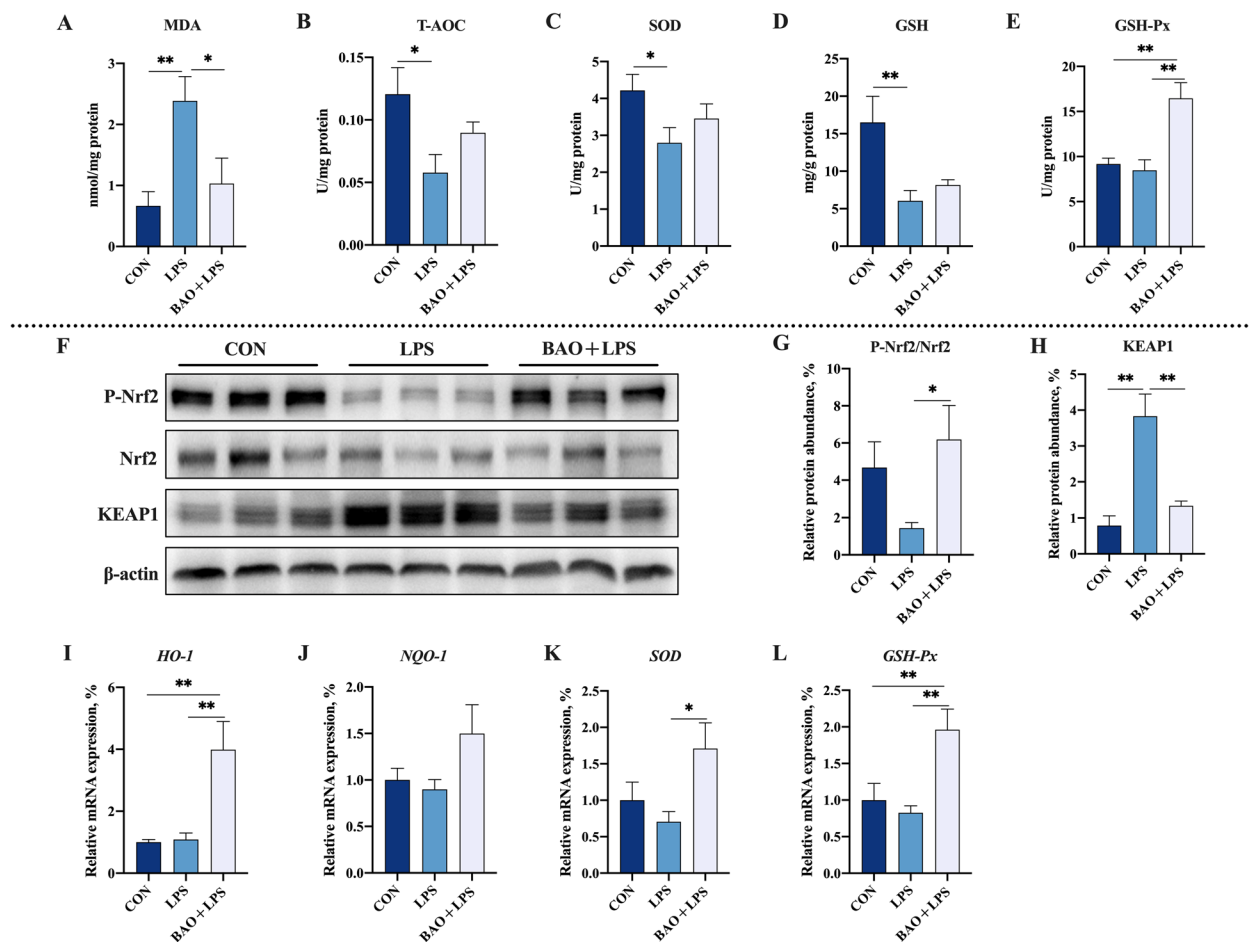 A MDA
nmol/mg protein
3
2
1
0
** *
CON LPS BAO+LPS
B T-AOC
U/mg protein
0.15
0.10
0.05
0.00
*
CON LPS BAO+LPS
C SOD
U/mg protein
5
4
3
2
1
0
*
CON LPS BAO+LPS
D GSH
mg/g protein
25
20
15
10
5
0
**
CON LPS BAO+LPS
E GSH-Px
U/mg protein
20
15
10
5
0
**
**
CON LPS BAO+LPS
F CON LPS BAO+LPS
P-Nrf2
Nrf2
KEAP1
β-actin
G P-Nrf2/Nrf2
Relative protein abundance, %
10
8
6
4
2
0
*
CON LPS BAO+LPS
H KEAP1
Relative protein abundance, %
5
4
3
2
1
0
** **
CON LPS BAO+LPS
I HO-1
Relative mRNA expression, %
6
4
2
0
**
**
CON LPS BAO+LPS
J NQO-1
Relative mRNA expression, %
2.0
1.5
1.0
0.5
0.0
CON LPS BAO+LPS
K SOD
Relative mRNA expression, %
2.5
2.0
1.5
1.0
0.5
0.0
*
CON LPS BAO+LPS
L GSH-Px
Relative mRNA expression, %
2.5
2.0
1.5
1.0
0.5
0.0
**
**
CON LPS BAO+LPS